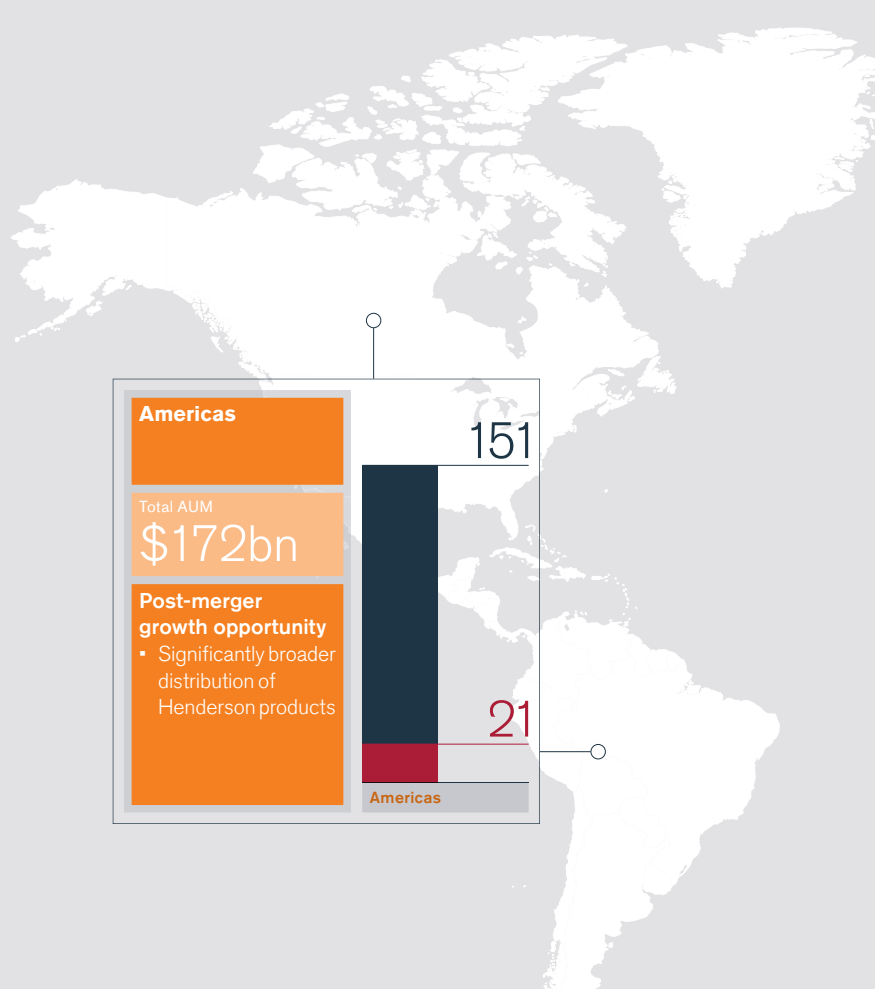 Americas
Total AUM
$172bn
Post-merger
growth opportunity
▪ Significantly broader
distribution of
Henderson products
151
21
Americas